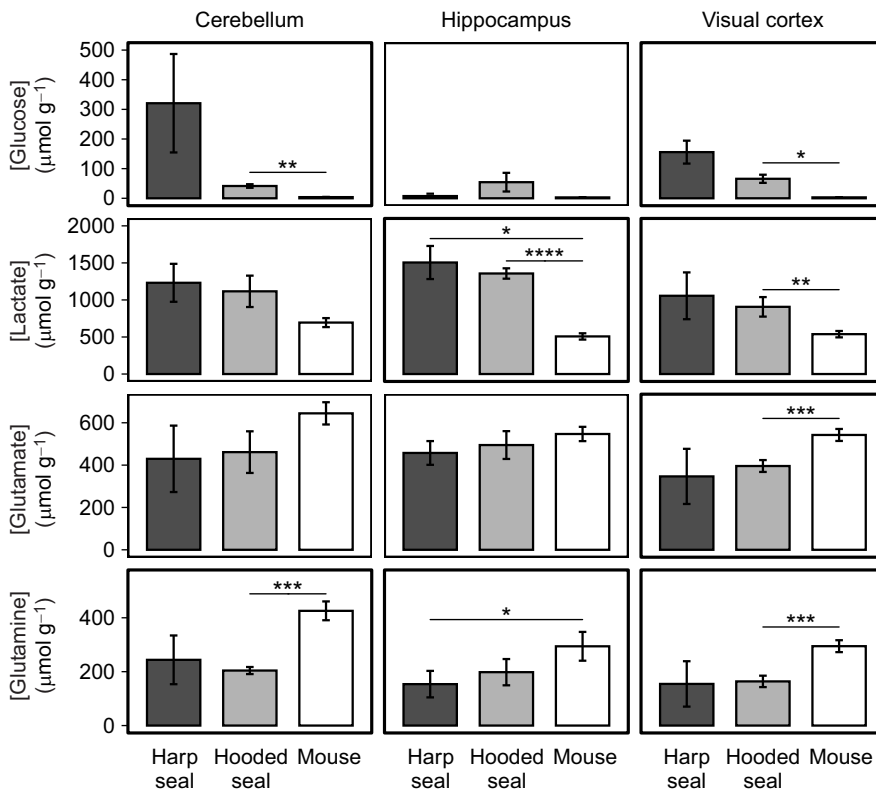 Cerebellum Hippocampus Visual cortex
[Glucose]
(µmol g−1)
500
400
300
200
100
0
**
*
[Lactate]
(µmol g−1)
2000
1500
1000
500
0
*
****
**
[Glutamate]
(µmol g−1)
600
400
200
0
***
[Glutamine]
(µmol g−1)
400
200
0
***
*
***
Harp
seal
Hooded
seal
Mouse
Harp
seal
Hooded
seal
Mouse
Harp
seal
Hooded
seal
Mouse